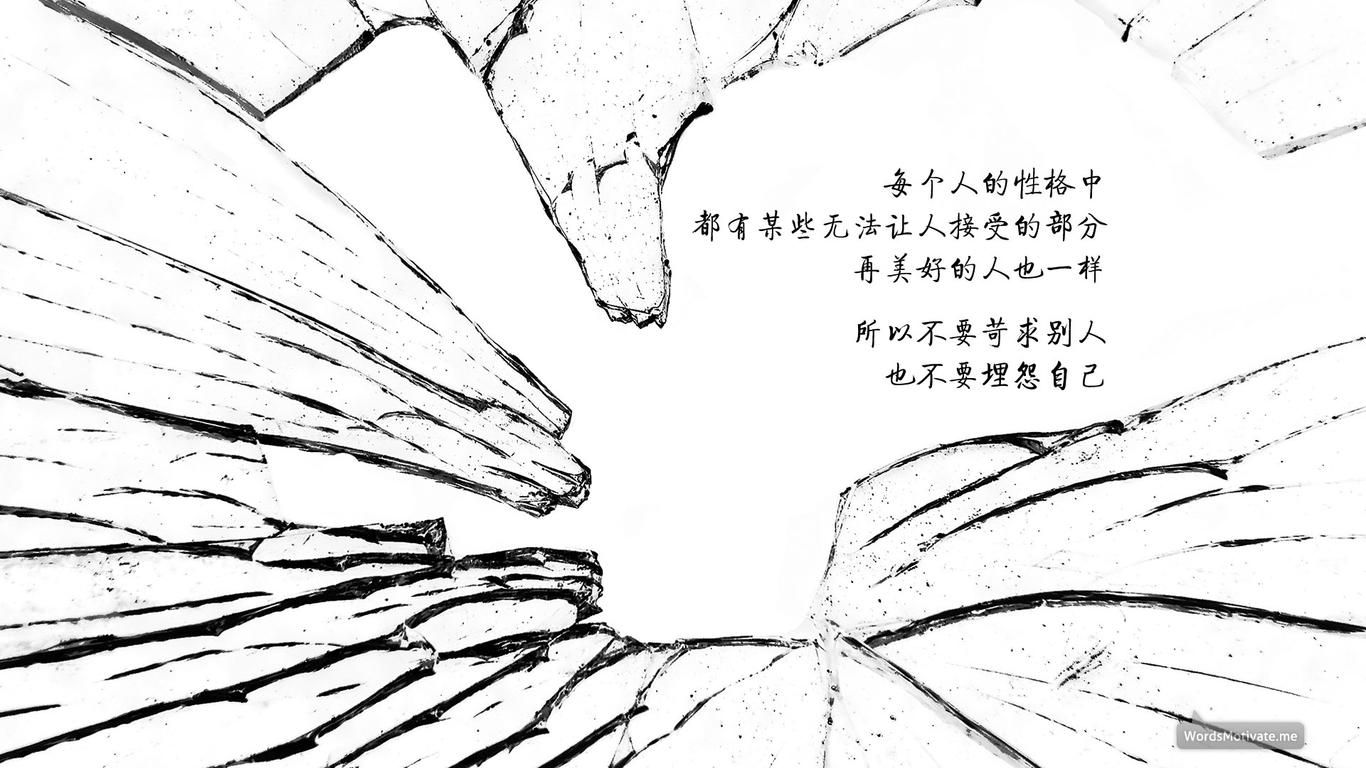 每个人的性格中
都有某些无法让人接受的部分
再美好的人也一样
所以不要苛求别人
也不要埋怨自己
WordsMotivate.me